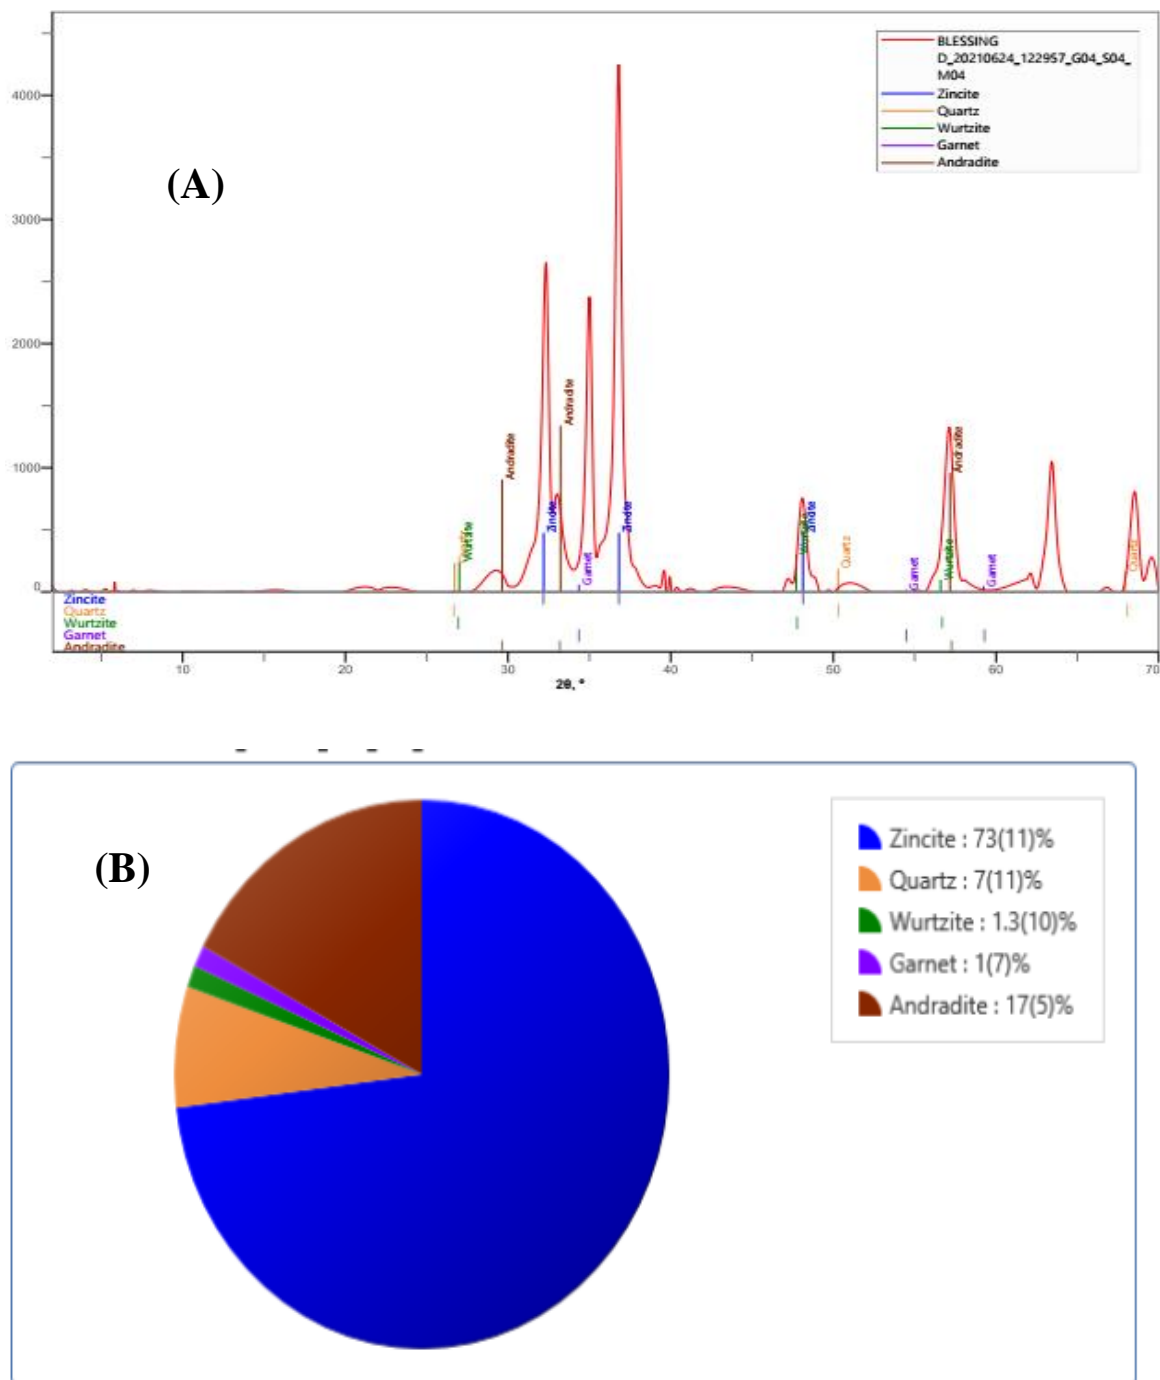 (A)
BLESSING
D_20210624_122957_G04_S04_
M04
Zincite
Quartz
Wurtzite
Garnet
Andradite
4000
3000
2000
1000
0
Wurtzite
Andradite
Zincite
Andradite
Garnet
Zincite
Wurtzite
Zincite
Quartz
Garnet
Wurtzite
Andradite
Garnet
Quartz
Zincite
Quartz
Wurtzite
Garnet
Andradite
10
20
30
40
50
60
70
2θ, °
(B)
Zincite : 73(11)%
Quartz : 7(11)%
Wurtzite : 1.3(10)%
Garnet : 1(7)%
Andradite : 17(5)%